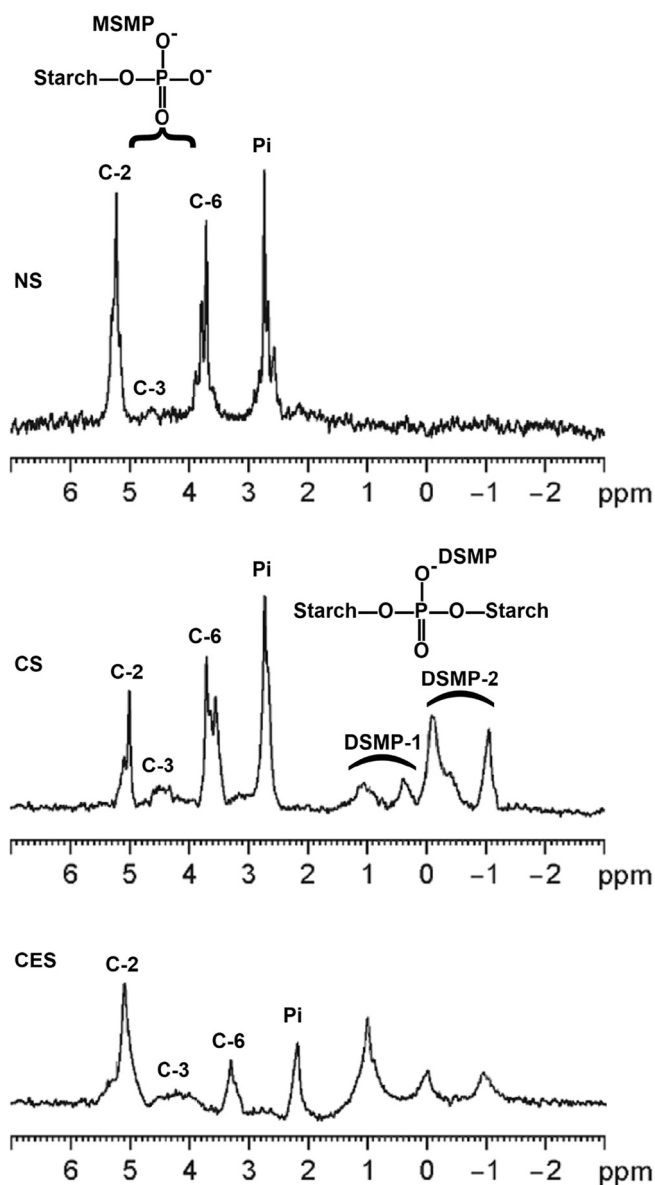 MSMP
O⁻
Starch—O—P—O⁻
O
C-2
Pi
C-6
NS
C-3
6 5 4 3 2 1 0 −1 −2 ppm
DSMP
O⁻
Pi
Starch—O—P—O—Starch
C-6
O
CS
C-2
DSMP-2
DSMP-1
C-3
6 5 4 3 2 1 0 −1 −2 ppm
CES
C-2
Pi
C-6
C-3
6 5 4 3 2 1 0 −1 −2 ppm